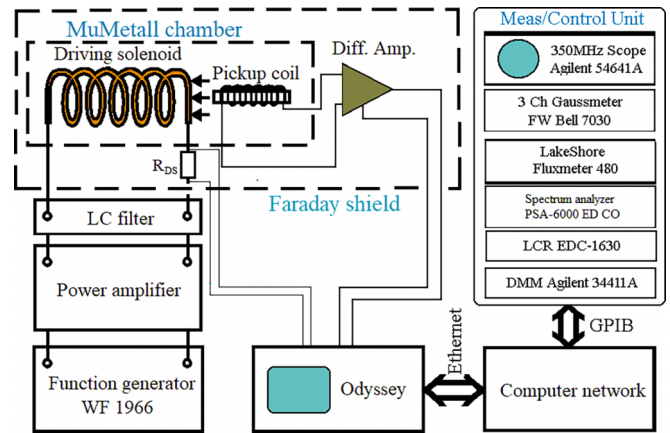 MuMetall chamber
Driving solenoid
Pickup coil
Diff. Amp.
R_DS
Faraday shield
LC filter
Power amplifier
Function generator
WF 1966
Odyssey
Ethernet
Meas/Control Unit
350MHz Scope
Agilent 54641A
3 Ch Gaussmeter
FW Bell 7030
LakeShore
Fluxmeter 480
Spectrum analyzer
PSA-6000 ED CO
LCR EDC-1630
DMM Agilent 34411A
GPIB
Computer network